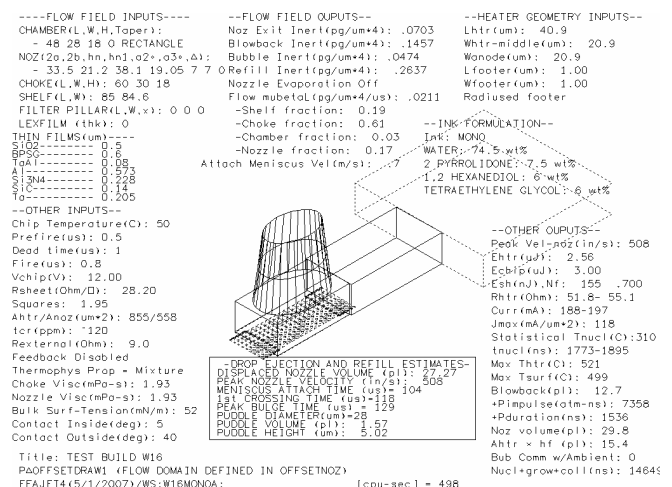 ----FLOW FIELD INPUTS----
CHAMBER(L,W,H,Taper):
- 48 28 18 0 RECTANGLE
NOZ(2a,2b,hn,hn1,a2°,a3°,Δ):
- 33.5 21.2 38.1 19.05 7 7 0
CHOKE(L,W,H): 60 30 18
SHELF(L,W): 85 84.6
FILTER PILLAR(L,W,x): 0 0 0
LEXFILM (thk): 0
THIN FILMS(um)----
SiO2-------- 0.5
BPSG-------- 0.6
TaAl-------- 0.08
Al---------- 0.573
Si3N4------- 0.228
SiC--------- 0.14
Ta---------- 0.205
--OTHER INPUTS--
Chip Temperature(C): 50
Prefire(us): 0.5
Dead time(us): 1
Fire(us): 0.8
Vchip(V): 12.00
Rsheet(Ohm/□): 28.20
Squares: 1.95
Ahtr/Anoz(um*2): 855/558
tcr(ppm): ~120
Rexternal(Ohm): 9.0
Feedback Disabled
Thermophys Prop = Mixture
Choke Visc(mPa-s): 1.93
Nozzle Visc(mPa-s): 1.93
Bulk Surf-Tension(mN/m): 52
Contact Inside(deg): 5
Contact Outside(deg): 40
--FLOW FIELD OUPUTS--
Noz Exit Inert(pg/um*4): .0703
Blowback Inert(pg/um*4): .1457
Bubble Inert(pg/um*4): .0474
Refill Inert(pg/um*4): .2637
Nozzle Evaporation Off
Flow mubetaL(pg/um*4/us): .0211
-Shelf fraction: 0.19
-Choke fraction: 0.61
-Chamber fraction: 0.03
-Nozzle fraction: 0.17
Attach Meniscus Vel(m/s): .7
--HEATER GEOMETRY INPUTS--
Lhtr(um): 40.9
Whtr-middle(um): 20.9
Wanode(um): 20.9
Lfooter(um): 1.00
Wfooter(um): 1.00
Radiused footer
--INK FORMULATION--
Ink: MONO
WATER: 74.5 wt%
2 PYRROLIDONE: 7.5 wt%
1,2 HEXANEDIOL: 6 wt%
TETRAETHYLENE GLYCOL: 6 wt%
-DROP EJECTION AND REFILL ESTIMATES-
DISPLACED NOZZLE VOLUME (pl): 27.27
PEAK NOZZLE VELOCITY (in/s): 508
MENISCUS ATTACH TIME (us)= 104
1st CROSSING TIME (us)=118
PEAK BULGE TIME (us) = 129
PUDDLE DIAMETER(um)=28
PUDDLE VOLUME (pl): 1.57
PUDDLE HEIGHT (um): 5.02
--OTHER OUPUTS--
Peak Vel-noz(in/s): 508
Ehtr(uJ): 2.56
Echip(uJ): 3.00
Esh(nJ),Nf: 155 .700
Rhtr(Ohm): 51.8- 55.1
Curr(mA): 188-197
Jmax(mA/um*2): 118
Statistical Tnucl(C):310
tnucl(ns): 1773-1895
Max Thtr(C): 521
Max Tsurf(C): 499
Blowback(pl): 12.7
+Pimpulse(atm-ns): 7358
+Pduration(ns): 1536
Noz volume(pl): 29.8
Ahtr × hf (pl): 15.4
Bub Comm w/Ambient: 0
Nucl+grow+coll(ns): 14649
Title: TEST BUILD W16
PAOFFSETDRAW1 (FLOW DOMAIN DEFINED IN OFFSETNOZ)
FEAJET4(5/1/2007)/WS:W16MONOA:
[cpu-sec] = 498